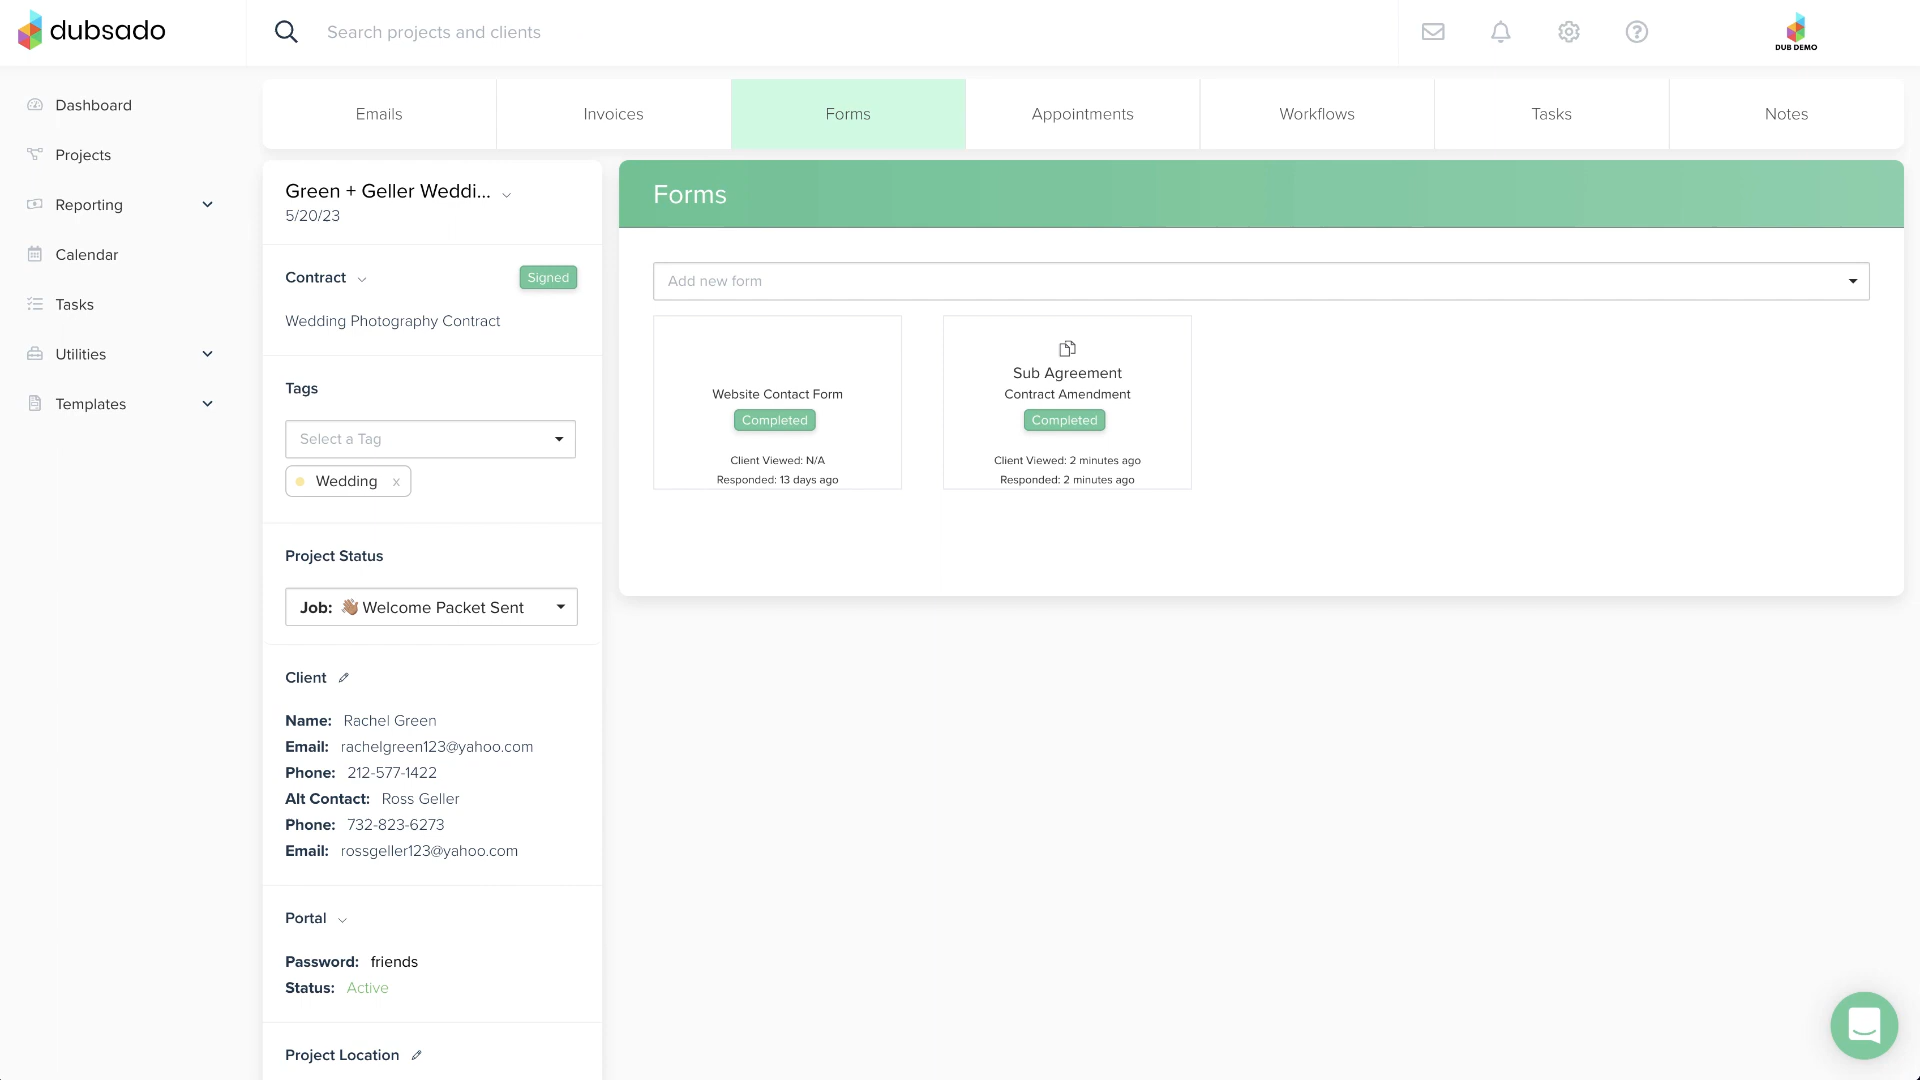 dubsado
Search projects and clients
DUB DEMO
Dashboard
Projects
Reporting
Calendar
Tasks
Utilities
Templates
Emails
Invoices
Forms
Appointments
Workflows
Tasks
Notes
Green + Geller Weddi...
5/20/23
Contract
Signed
Wedding Photography Contract
Tags
Select a Tag
Wedding x
Project Status
Job: 👋🏽 Welcome Packet Sent
Client
Name: Rachel Green
Email: rachelgreen123@yahoo.com
Phone: 212-577-1422
Alt Contact: Ross Geller
Phone: 732-823-6273
Email: rossgeller123@yahoo.com
Portal
Password: friends
Status: Active
Project Location
Forms
Add new form
Website Contact Form
Completed
Client Viewed: N/A
Responded: 13 days ago
Sub Agreement
Contract Amendment
Completed
Client Viewed: 2 minutes ago
Responded: 2 minutes ago